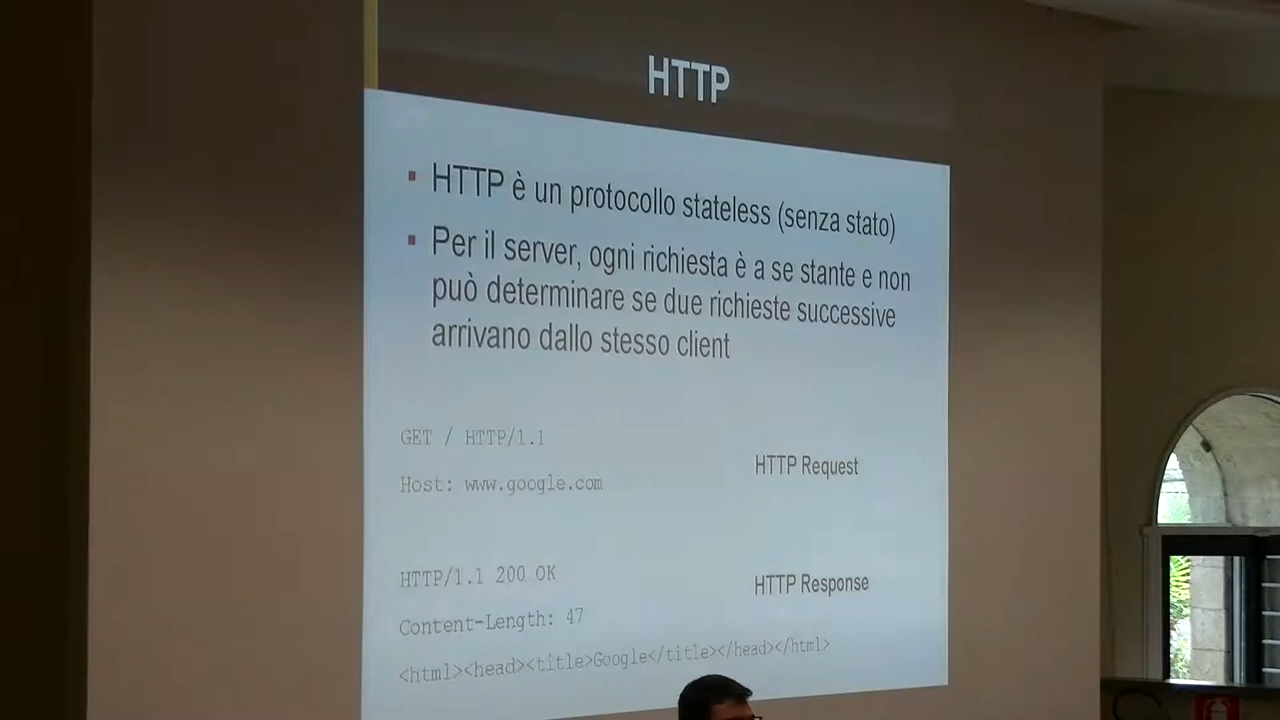 HTTP
HTTP è un protocollo stateless (senza stato)
Per il server, ogni richiesta è a se stante e non
può determinare se due richieste successive
arrivano dallo stesso client
GET / HTTP/1.1
HTTP Request
Host: www.google.com
HTTP/1.1 200 OK
HTTP Response
Content-Length: 47
<html><head><title>Google</title></head></html>